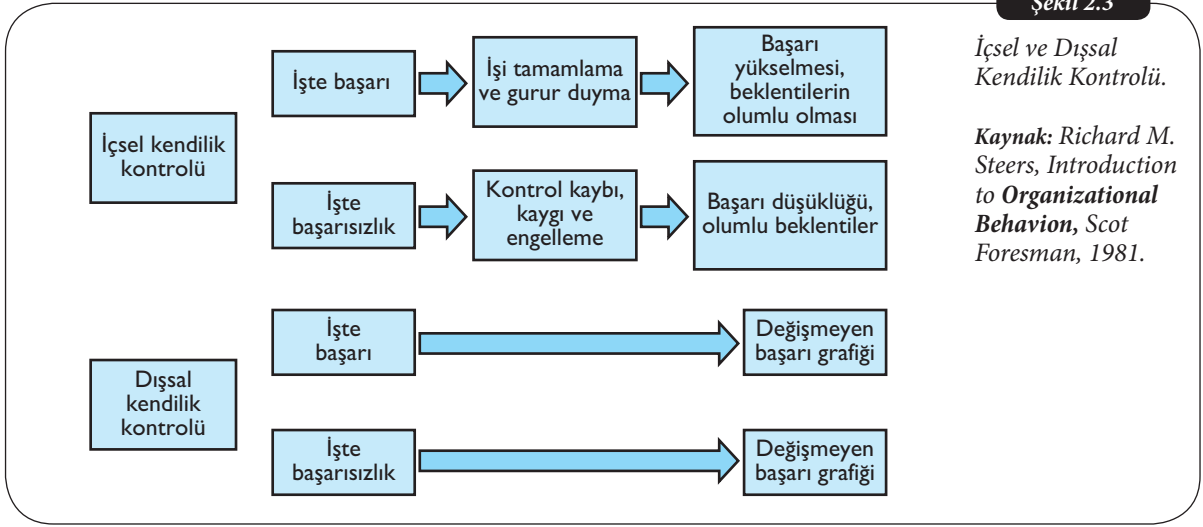 Şekil 2.3
İçsel ve Dışsal
Kendilik Kontrolü.
Kaynak: Richard M.
Steers, Introduction
to Organizational
Behavion, Scot
Foresman, 1981.
İçsel kendilik
kontrolü
İşte başarı
İşi tamamlama
ve gurur duyma
Başarı
yükselmesi,
beklentilerin
olumlu olması
İşte
başarısızlık
Kontrol kaybı,
kaygı ve
engelleme
Başarı düşüklüğü,
olumlu beklentiler
Dışsal
kendilik
kontrolü
İşte
başarı
Değişmeyen
başarı grafiği
İşte
başarısızlık
Değişmeyen
başarı grafiği